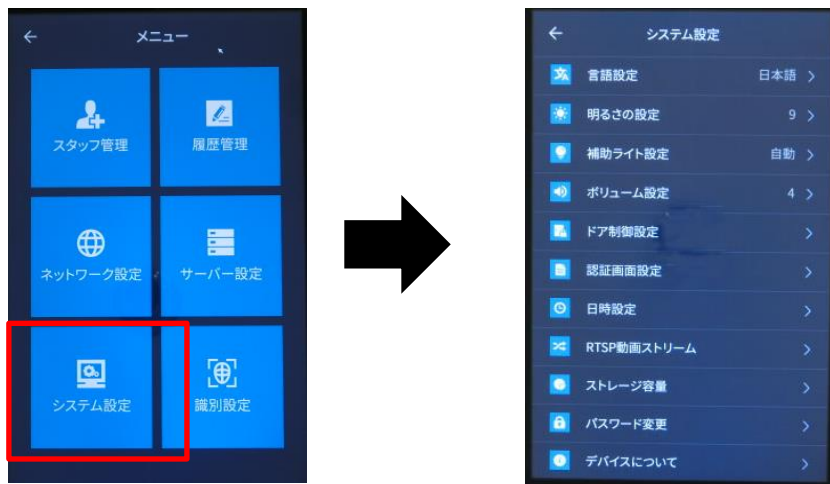 メニュー
スタッフ管理
履歴管理
ネットワーク設定
サーバー設定
システム設定
識別設定
システム設定
言語設定 日本語
明るさの設定 9
補助ライト設定 自動
ボリューム設定 4
ドア制御設定
認証画面設定
日時設定
RTSP動画ストリーム
ストレージ容量
パスワード変更
デバイスについて